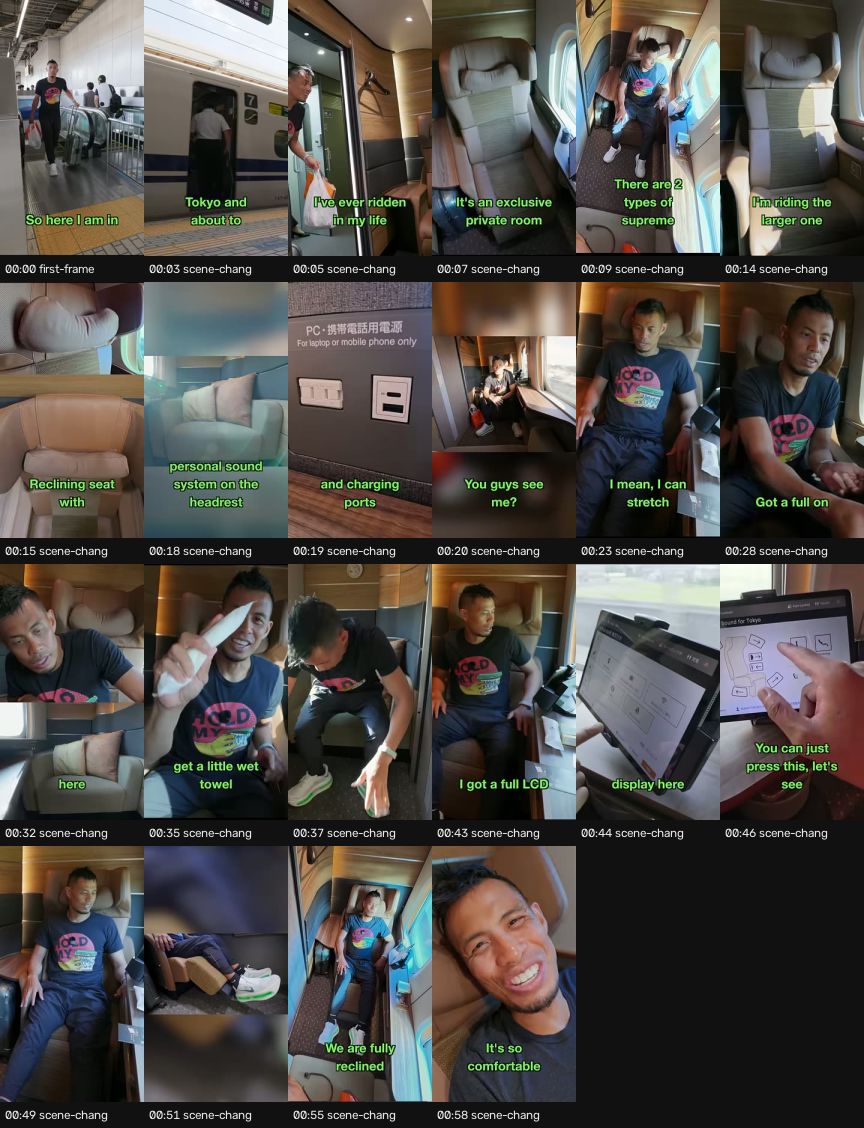 So here I am in
00:00 first-frame
7
Tokyo and
about to
00:03 scene-chang
I've ever ridden
in my life
00:05 scene-chang
It's an exclusive
private room
00:07 scene-chang
There are 2
types of
supreme
00:09 scene-chang
I'm riding the
larger one
00:14 scene-chang
Reclining seat
with
00:15 scene-chang
personal sound
system on the
headrest
00:18 scene-chang
PC・携帯電話用電源
For laptop or mobile phone only
and charging
ports
00:19 scene-chang
You guys see
me?
00:20 scene-chang
HOLD
MY
I mean, I can
stretch
00:23 scene-chang
Got a full on
00:28 scene-chang
here
00:32 scene-chang
get a little wet
towel
00:35 scene-chang
00:37 scene-chang
I got a full LCD
00:43 scene-chang
display here
00:44 scene-chang
bound for Tokyo
You can just
press this, let's
see
00:46 scene-chang
HOLD
MY
00:49 scene-chang
00:51 scene-chang
We are fully
reclined
00:55 scene-chang
It's so
comfortable
00:58 scene-chang